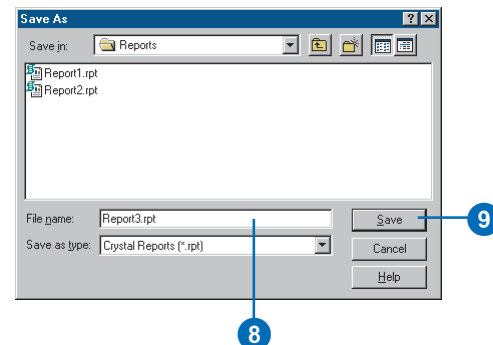 Save As
Save in: Reports
Report1.rpt
Report2.rpt
File name: Report3.rpt Save 9
Save as type: Crystal Reports (*.rpt) Cancel
Help
8